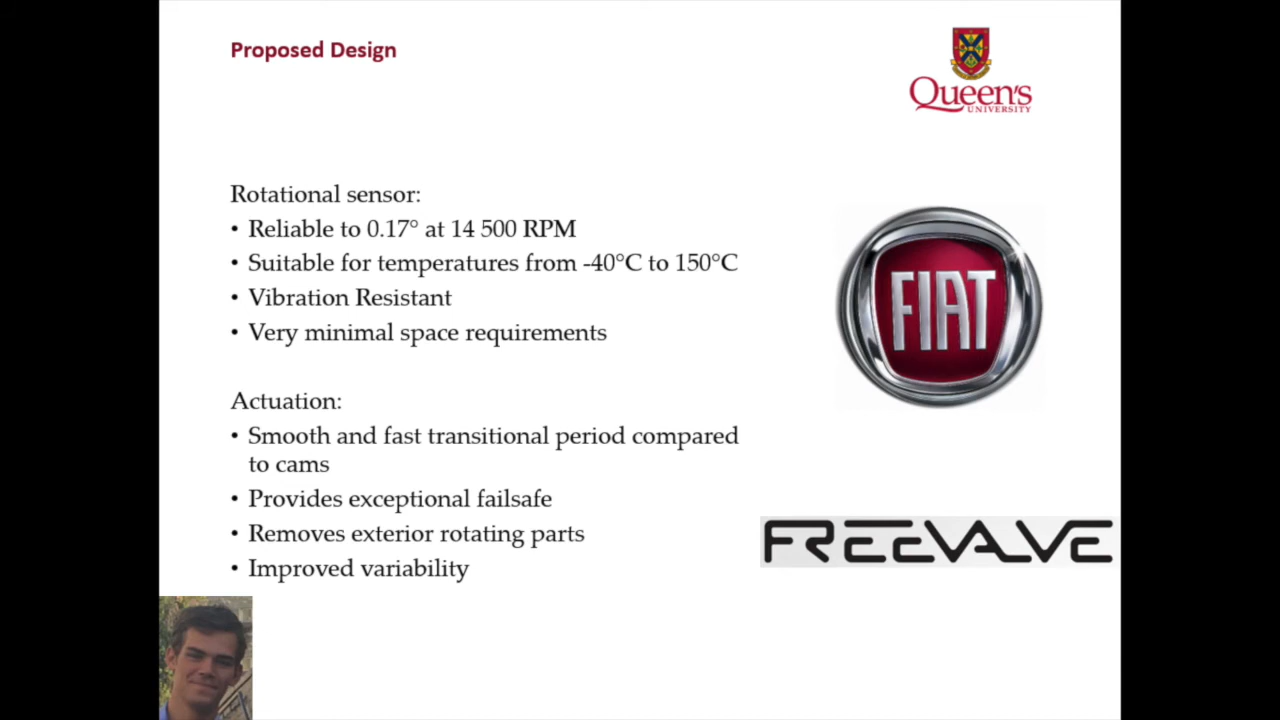 Proposed Design
Queen's
UNIVERSITY
Rotational sensor:
• Reliable to 0.17° at 14 500 RPM
• Suitable for temperatures from -40°C to 150°C
• Vibration Resistant
• Very minimal space requirements
FIAT
Actuation:
• Smooth and fast transitional period compared
to cams
• Provides exceptional failsafe
• Removes exterior rotating parts
• Improved variability
FREEVALVE